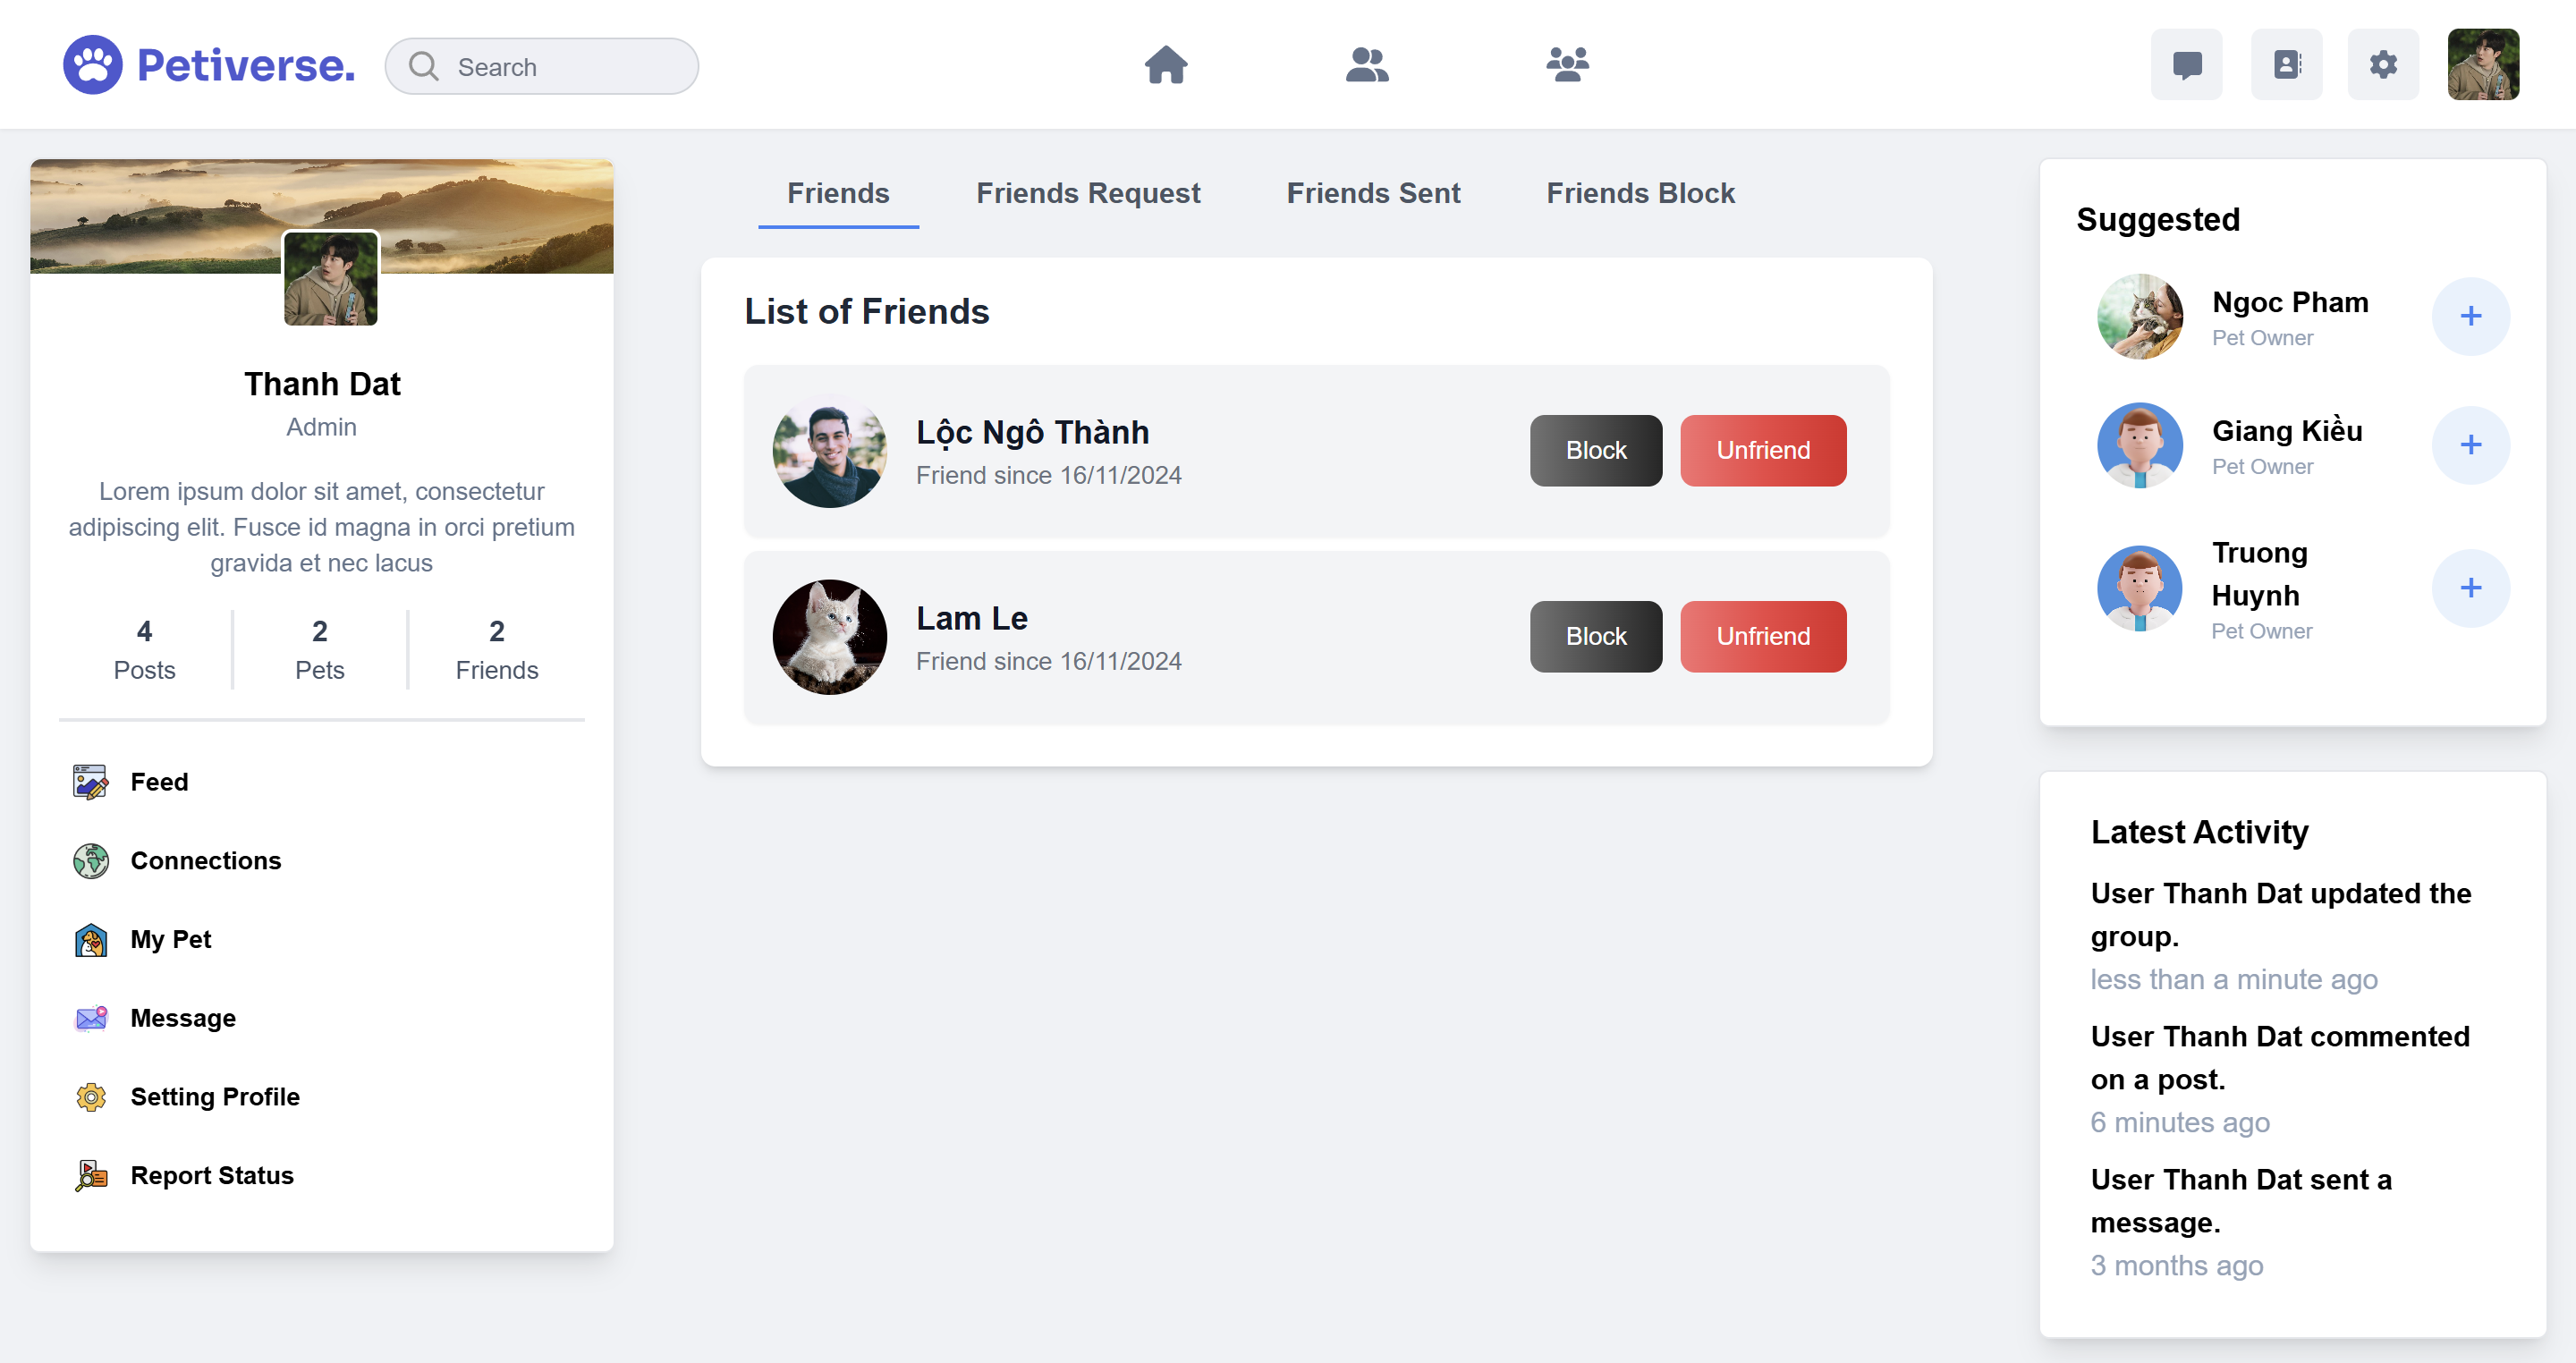 Petiverse.
Search
Thanh Dat
Admin
Lorem ipsum dolor sit amet, consectetur
adipiscing elit. Fusce id magna in orci pretium
gravida et nec lacus
4
Posts
2
Pets
2
Friends
Feed
Connections
My Pet
Message
Setting Profile
Report Status
Friends
Friends Request
Friends Sent
Friends Block
List of Friends
Lộc Ngô Thành
Friend since 16/11/2024
Block
Unfriend
Lam Le
Friend since 16/11/2024
Block
Unfriend
Suggested
Ngoc Pham
Pet Owner
Giang Kiều
Pet Owner
Truong
Huynh
Pet Owner
Latest Activity
User Thanh Dat updated the
group.
less than a minute ago
User Thanh Dat commented
on a post.
6 minutes ago
User Thanh Dat sent a
message.
3 months ago